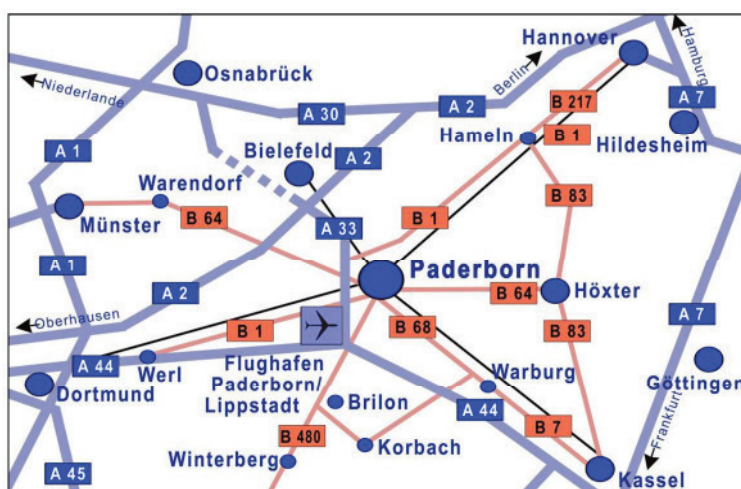 Hannover
Osnabrück
Niederlande
Berlin
Hamburg
A 30
A 2
B 217
A 7
A 1
Hameln
B 1
Hildesheim
Bielefeld
A 2
Warendorf
B 83
Münster
B 64
A 33
B 1
A 1
Paderborn
A 2
B 64
Höxter
Oberhausen
B 1
B 68
B 83
A 7
A 44
Werl
Flughafen
Paderborn/
Lippstadt
Warburg
Göttingen
Dortmund
Brilon
A 44
B 7
Frankfurt
B 480
Korbach
Winterberg
A 45
Kassel